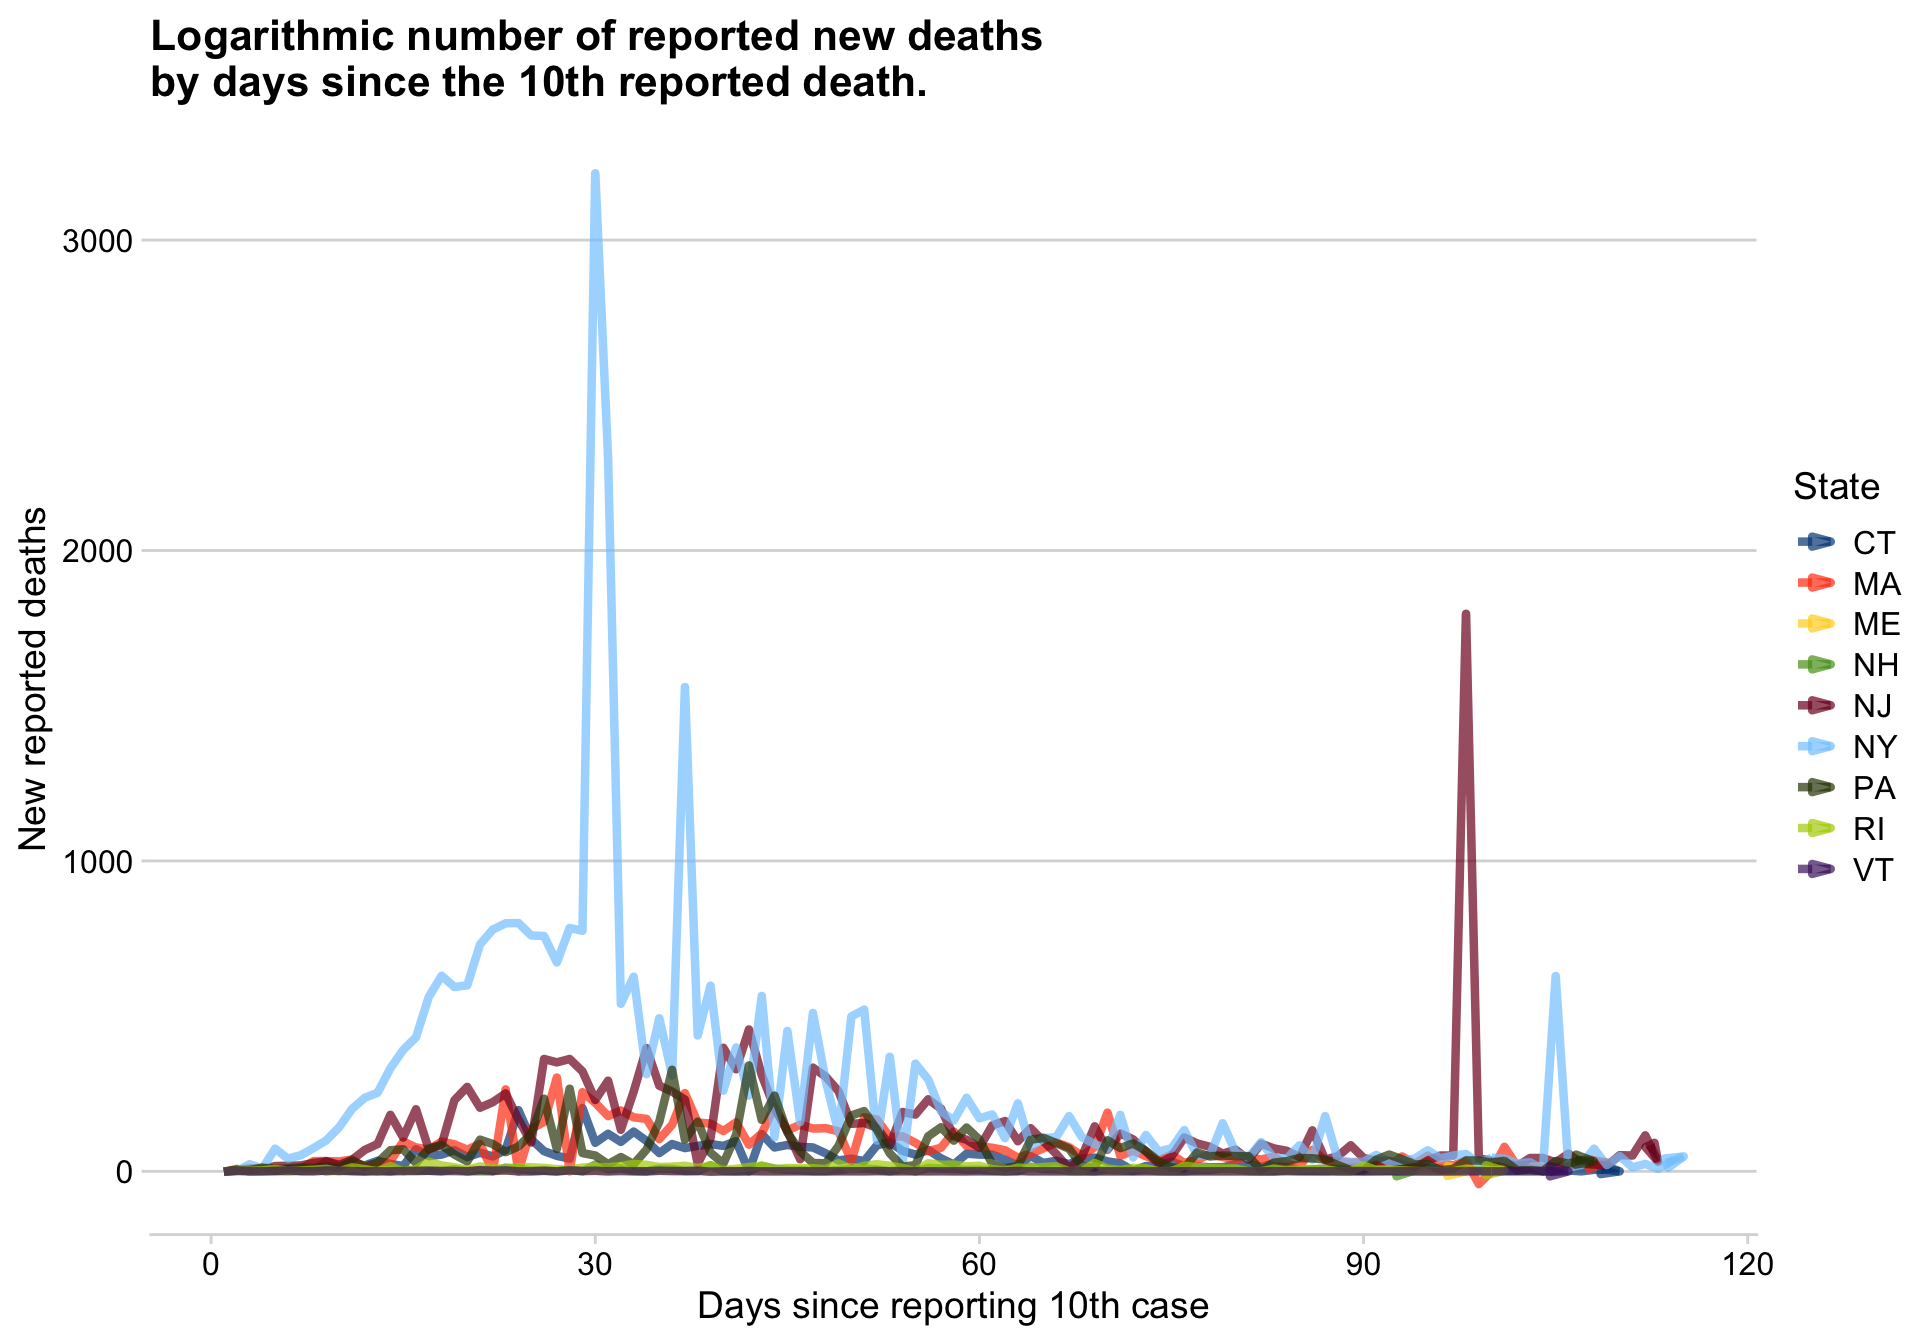 Logarithmic number of reported new deaths
by days since the 10th reported death.
3000
2000
1000
0
New reported deaths
0 30 60 90 120
Days since reporting 10th case
State
CT
MA
ME
NH
NJ
NY
PA
RI
VT